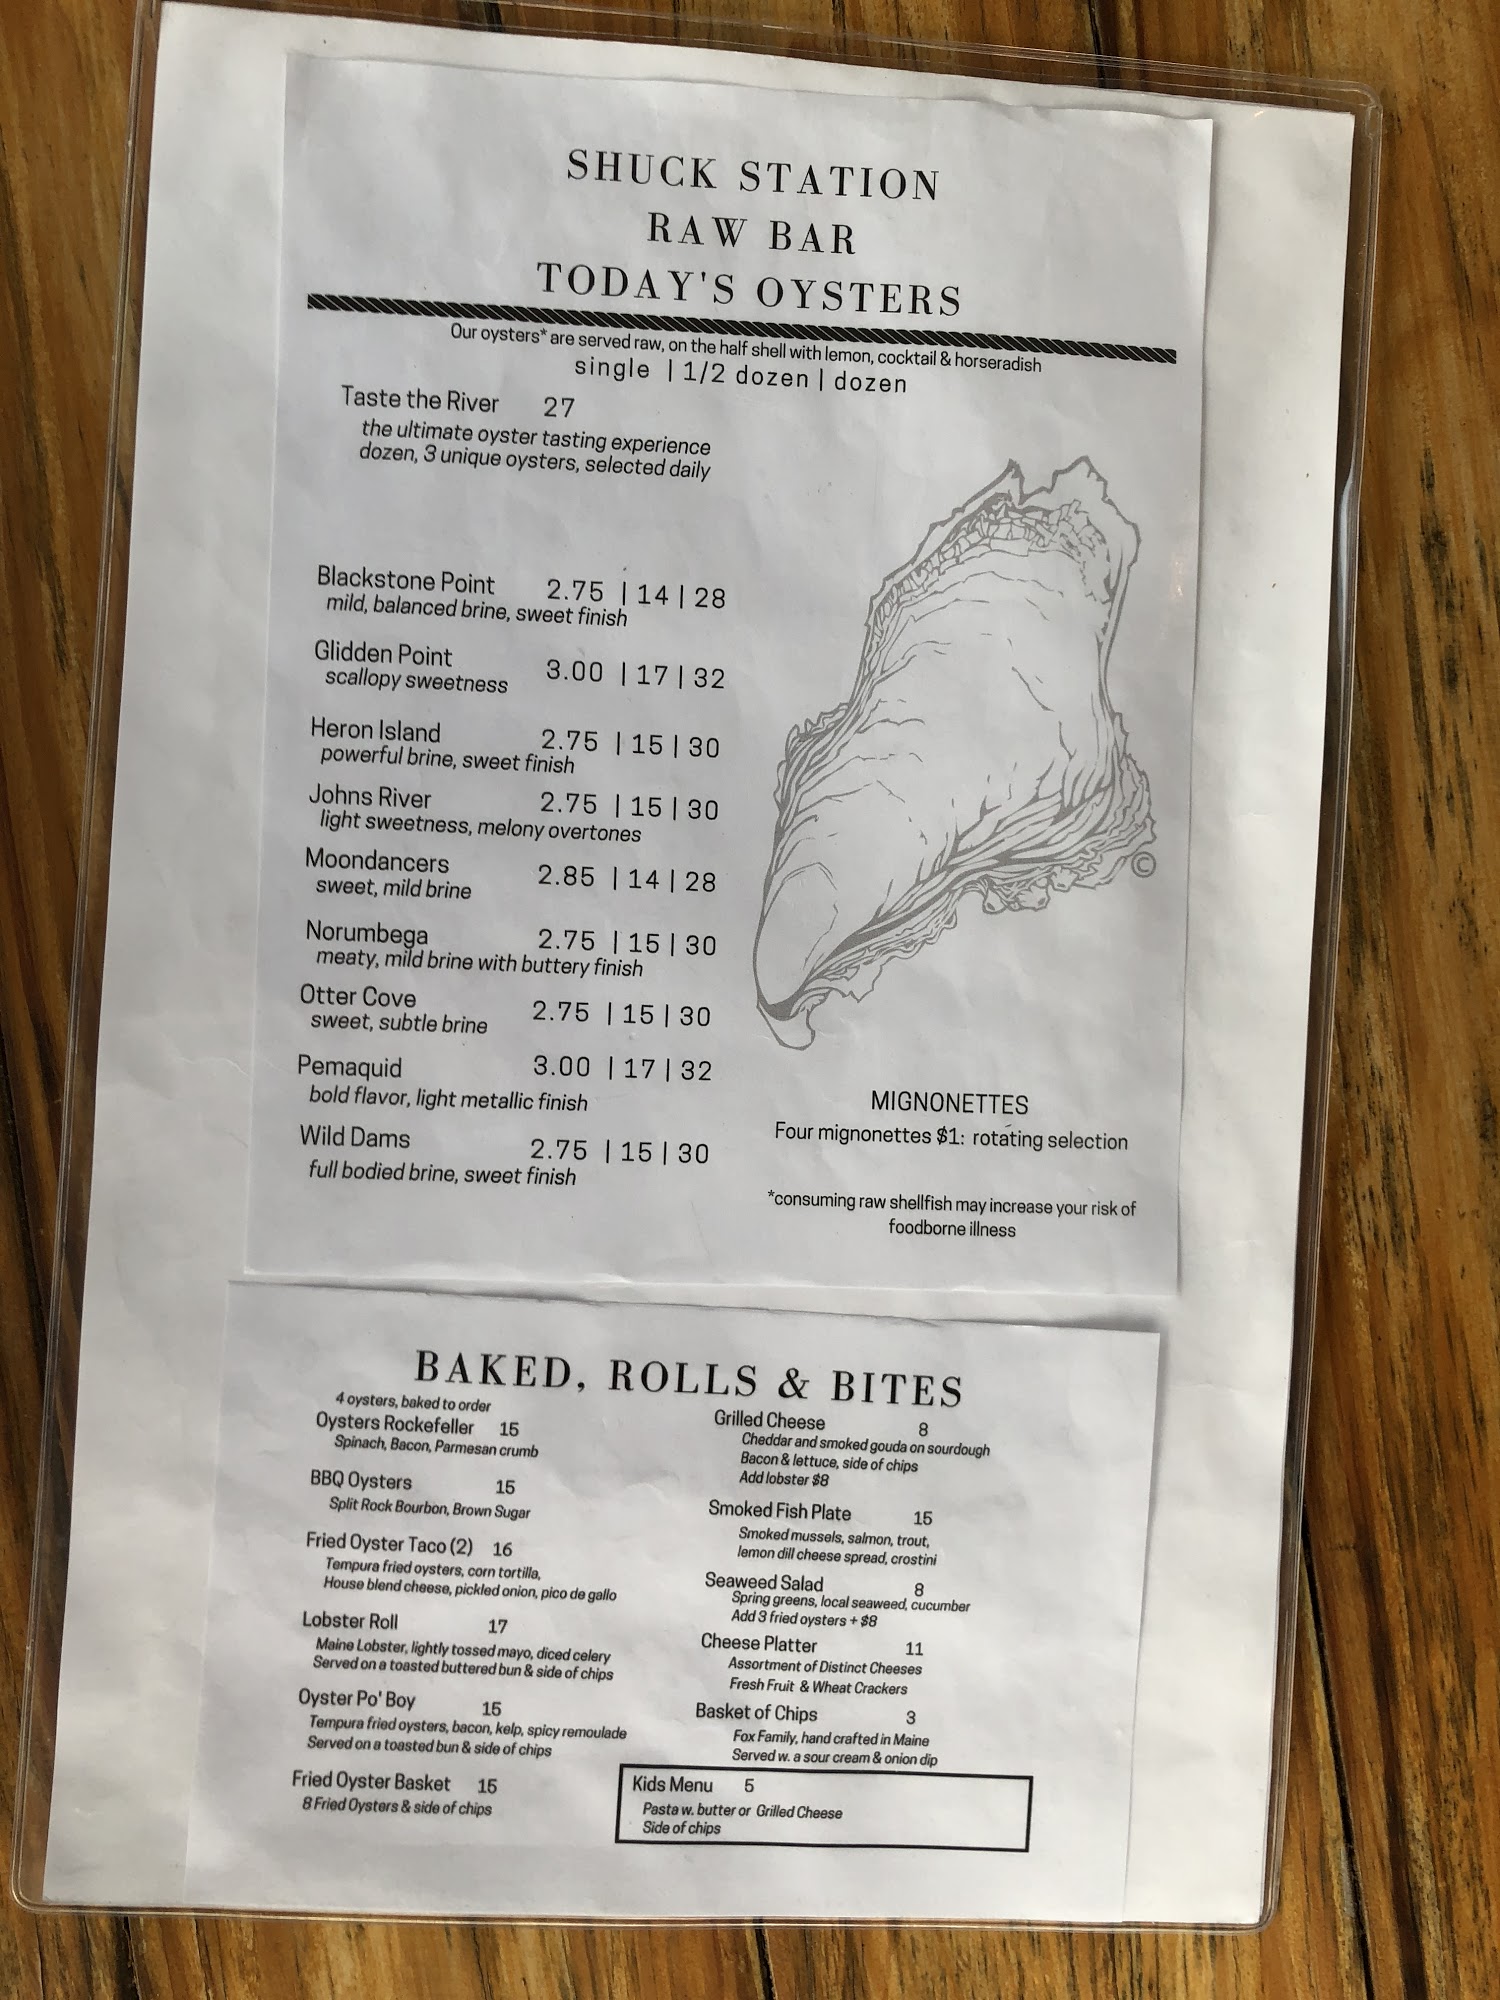 SHUCK STATION
RAW BAR
TODAY'S OYSTERS
Our oysters* are served raw, on the half shell with lemon, cocktail & horseradish
single | 1/2 dozen | dozen
Taste the River 27
the ultimate oyster tasting experience
dozen, 3 unique oysters, selected daily
Blackstone Point 2.75 | 14 | 28
mild, balanced brine, sweet finish
Glidden Point 3.00 | 17 | 32
scallopy sweetness
Heron Island 2.75 | 15 | 30
powerful brine, sweet finish
Johns River 2.75 | 15 | 30
light sweetness, melony overtones
Moondancers 2.85 | 14 | 28
sweet, mild brine
Norumbega 2.75 | 15 | 30
meaty, mild brine with buttery finish
Otter Cove 2.75 | 15 | 30
sweet, subtle brine
Pemaquid 3.00 | 17 | 32
bold flavor, light metallic finish
Wild Dams 2.75 | 15 | 30
full bodied brine, sweet finish
©
MIGNONETTES
Four mignonettes $1: rotating selection
*consuming raw shellfish may increase your risk of
foodborne illness
BAKED, ROLLS & BITES
4 oysters, baked to order
Oysters Rockefeller 15
Spinach, Bacon, Parmesan crumb
BBQ Oysters 15
Split Rock Bourbon, Brown Sugar
Fried Oyster Taco (2) 16
Tempura fried oysters, corn tortilla,
House blend cheese, pickled onion, pico de gallo
Lobster Roll 17
Maine Lobster, lightly tossed mayo, diced celery
Served on a toasted buttered bun & side of chips
Oyster Po' Boy 15
Tempura fried oysters, bacon, kelp, spicy remoulade
Served on a toasted bun & side of chips
Fried Oyster Basket 15
8 Fried Oysters & side of chips
Grilled Cheese 8
Cheddar and smoked gouda on sourdough
Bacon & lettuce, side of chips
Add lobster $8
Smoked Fish Plate 15
Smoked mussels, salmon, trout,
lemon dill cheese spread, crostini
Seaweed Salad 8
Spring greens, local seaweed, cucumber
Add 3 fried oysters + $8
Cheese Platter 11
Assortment of Distinct Cheeses
Fresh Fruit & Wheat Crackers
Basket of Chips 3
Fox Family, hand crafted in Maine
Served w. a sour cream & onion dip
Kids Menu 5
Pasta w. butter or Grilled Cheese
Side of chips